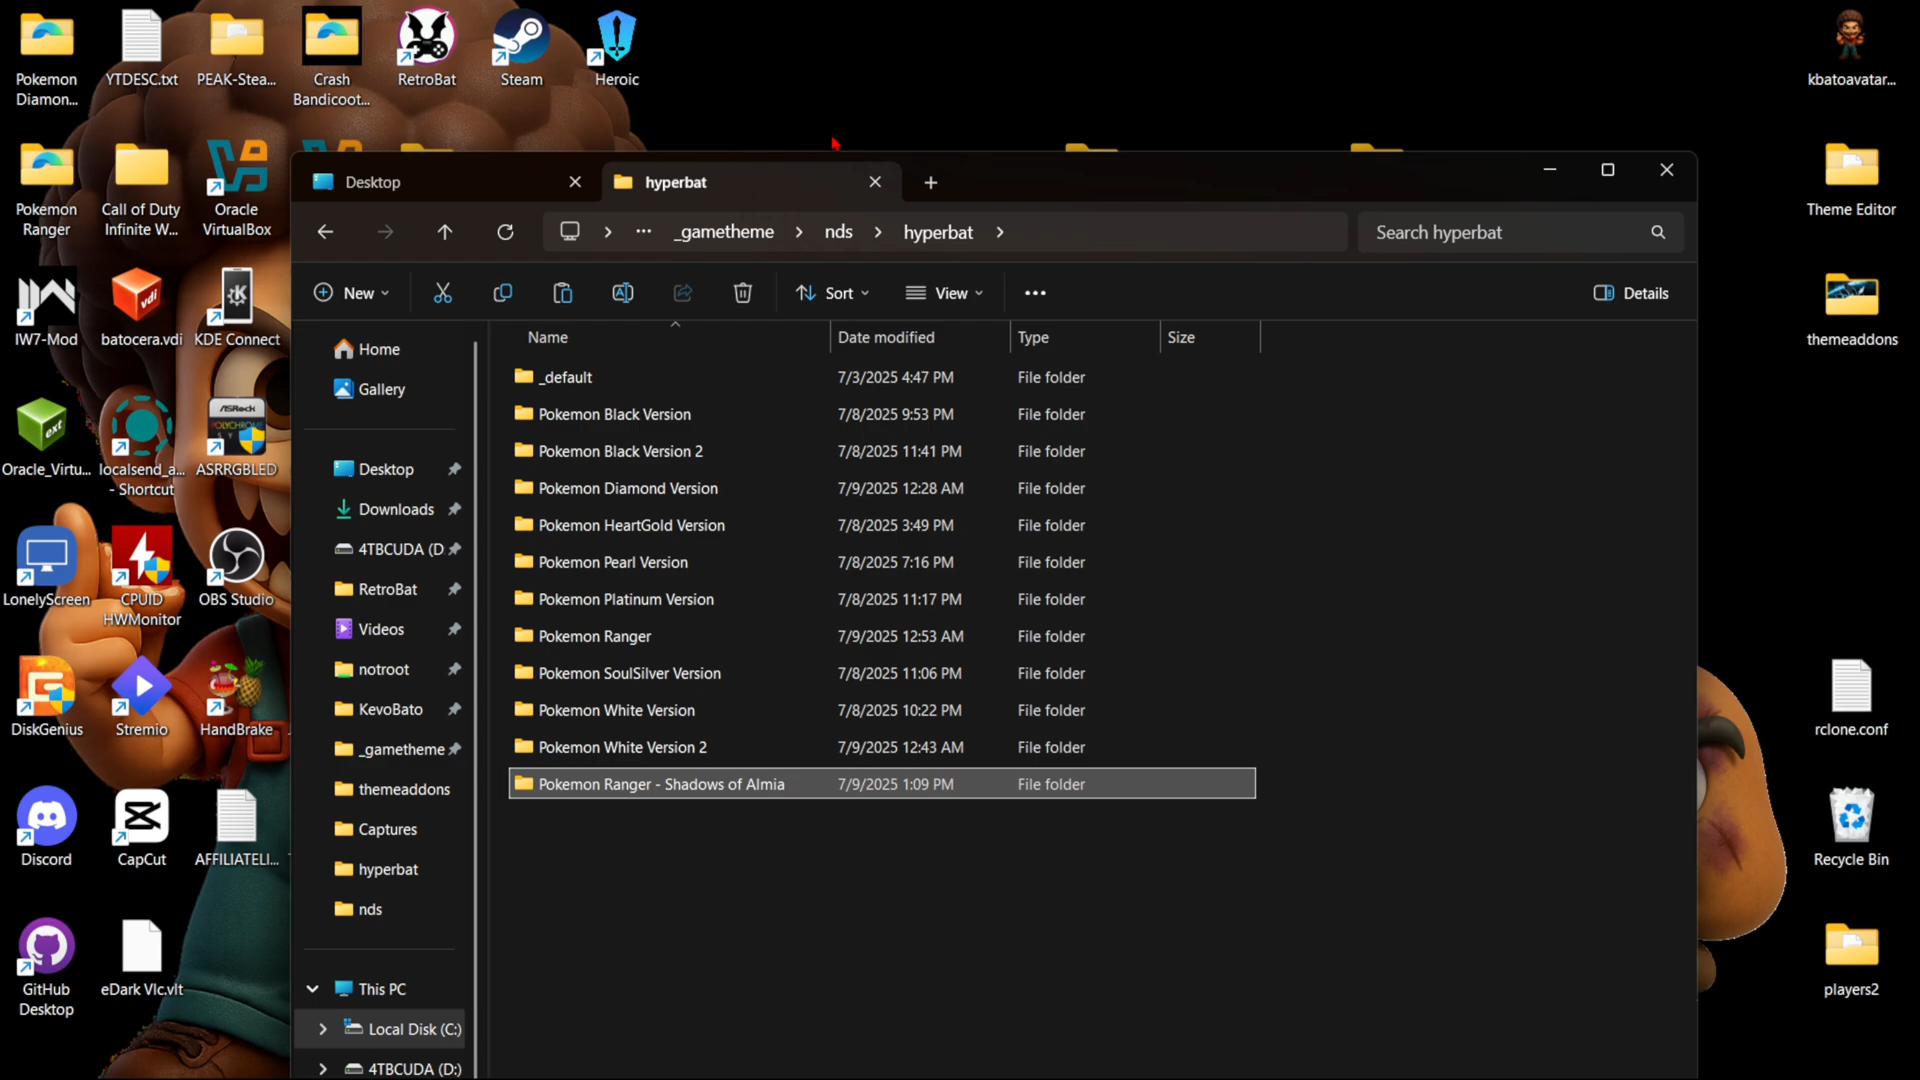 Pokemon
Diamon...
YTDESC.txt
PEAK-Stea...
Crash
Bandicoot...
RetroBat
Steam
Heroic
kbatoavatar...
Pokemon
Ranger
Call of Duty
Infinite W...
Oracle
VirtualBox
Theme Editor
IW7-Mod
batocera.vdi
KDE Connect
themeaddons
Oracle_Virtu...
localsend_a...
- Shortcut
ASRock
POLYCHROME
ASRRGBLED
LonelyScreen
CPUID
HWMonitor
OBS Studio
DiskGenius
Stremio
HandBrake
rclone.conf
Discord
CapCut
AFFILIATELI...
Recycle Bin
GitHub
Desktop
eDark Vlc.vlt
players2
Desktop
hyperbat
_gametheme
nds
hyperbat
Search hyperbat
New
Sort
View
Details
Home
Gallery
Desktop
Downloads
4TBCUDA (D
RetroBat
Videos
notroot
KevoBato
_gametheme
themeaddons
Captures
hyperbat
nds
This PC
Local Disk (C:)
4TBCUDA (D:)
Name Date modified Type Size
_default 7/3/2025 4:47 PM File folder
Pokemon Black Version 7/8/2025 9:53 PM File folder
Pokemon Black Version 2 7/8/2025 11:41 PM File folder
Pokemon Diamond Version 7/9/2025 12:28 AM File folder
Pokemon HeartGold Version 7/8/2025 3:49 PM File folder
Pokemon Pearl Version 7/8/2025 7:16 PM File folder
Pokemon Platinum Version 7/8/2025 11:17 PM File folder
Pokemon Ranger 7/9/2025 12:53 AM File folder
Pokemon SoulSilver Version 7/8/2025 11:06 PM File folder
Pokemon White Version 7/8/2025 10:22 PM File folder
Pokemon White Version 2 7/9/2025 12:43 AM File folder
Pokemon Ranger - Shadows of Almia 7/9/2025 1:09 PM File folder